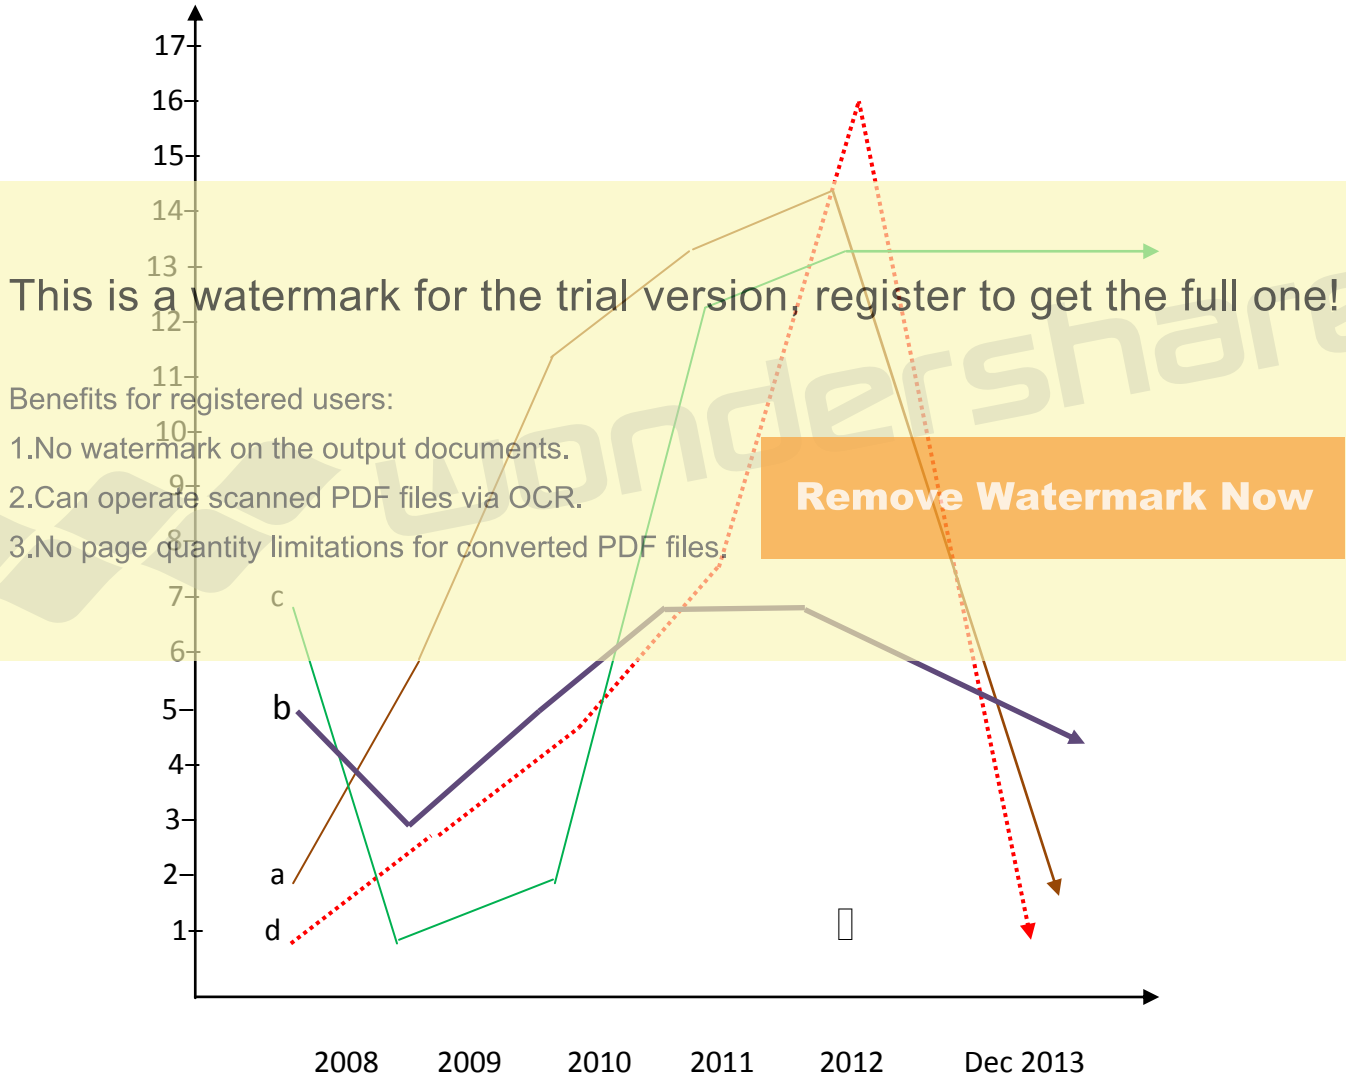 17
16
15
14
13
This is a watermark for the trial version, register to get the full one!
12
wondershare
11
Benefits for registered users:
10
1.No watermark on the output documents.
9
2.Can operate scanned PDF files via OCR.
Remove Watermark Now
8
3.No page quantity limitations for converted PDF files.
7
c
6
5
b
4
3
2
a
1
d
2008 2009 2010 2011 2012 Dec 2013